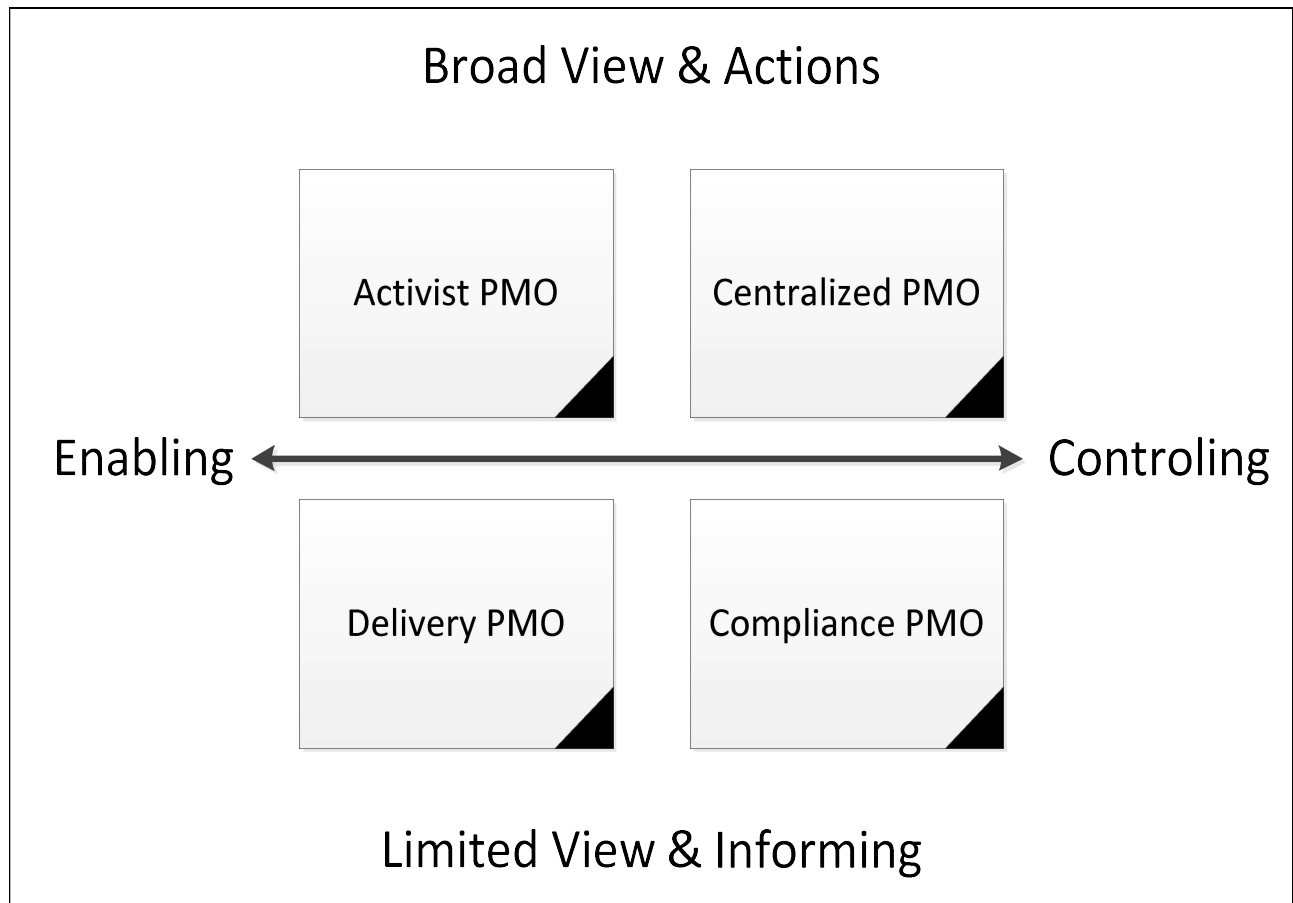 Broad View & Actions
Activist PMO
Centralized PMO
Enabling
Controling
Delivery PMO
Compliance PMO
Limited View & Informing